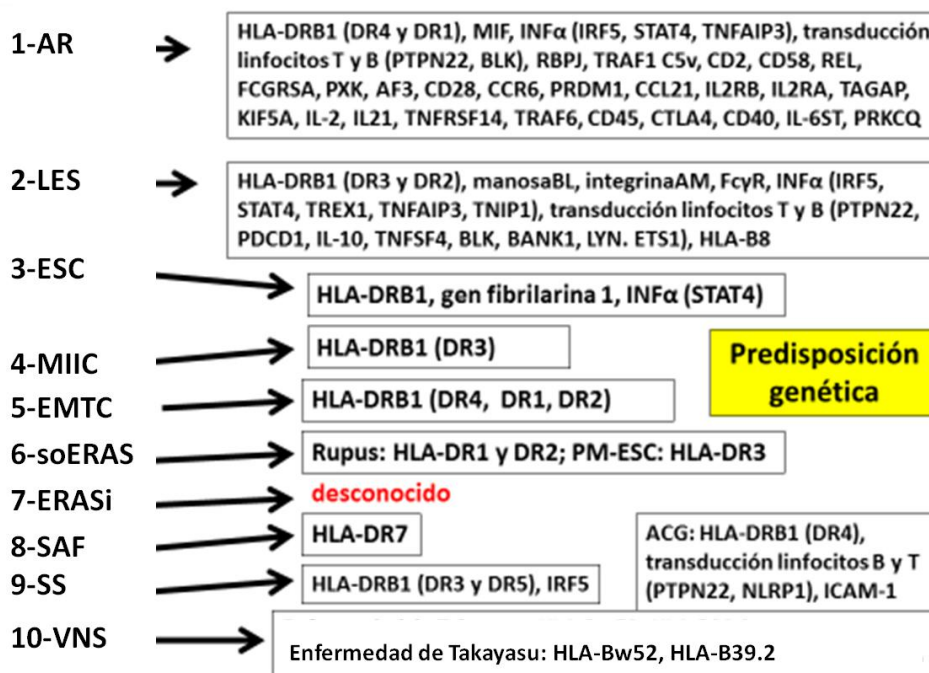 1-AR
HLA-DRB1 (DR4 y DR1), MIF, INFα (IRF5, STAT4, TNFAIP3), transducción
linfocitos T y B (PTPN22, BLK), RBPJ, TRAF1 C5v, CD2, CD58, REL,
FCGRSA, PXK, AF3, CD28, CCR6, PRDM1, CCL21, IL2RB, IL2RA, TAGAP,
KIF5A, IL-2, IL21, TNFRSF14, TRAF6, CD45, CTLA4, CD40, IL-6ST, PRKCQ
2-LES
HLA-DRB1 (DR3 y DR2), manosaBL, integrinaAM, FcγR, INFα (IRF5,
STAT4, TREX1, TNFAIP3, TNIP1), transducción linfocitos T y B (PTPN22,
PDCD1, IL-10, TNFSF4, BLK, BANK1, LYN. ETS1), HLA-B8
3-ESC
HLA-DRB1, gen fibrilarina 1, INFα (STAT4)
4-MIIC
HLA-DRB1 (DR3)
Predisposición
genética
5-EMTC
HLA-DRB1 (DR4, DR1, DR2)
6-soERAS
Rupus: HLA-DR1 y DR2; PM-ESC: HLA-DR3
7-ERASi
desconocido
8-SAF
HLA-DR7
ACG: HLA-DRB1 (DR4),
transducción linfocitos B y T
(PTPN22, NLRP1), ICAM-1
9-SS
HLA-DRB1 (DR3 y DR5), IRF5
10-VNS
Enfermedad de Takayasu: HLA-Bw52, HLA-B39.2